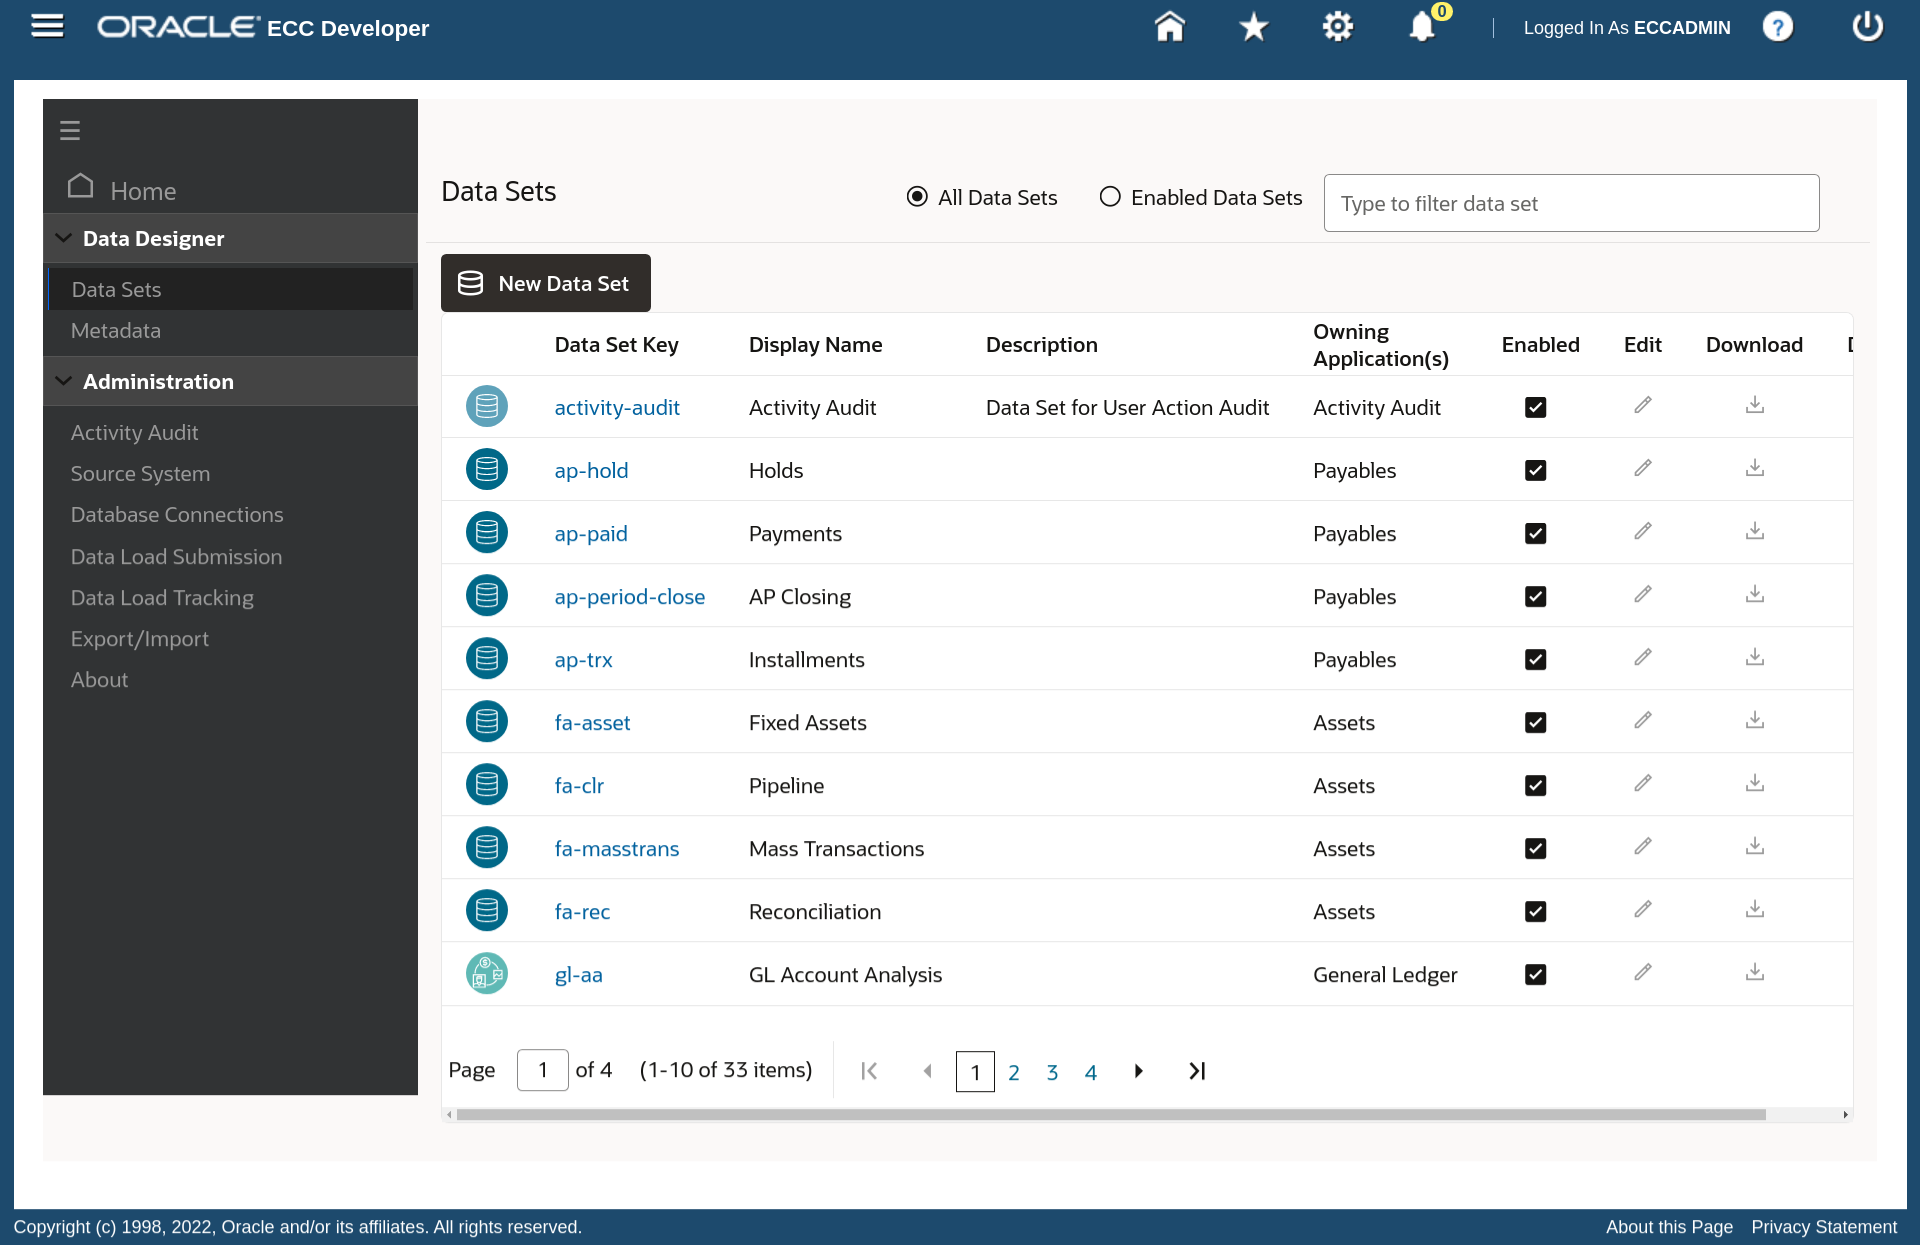 ORACLE ECC Developer
0
Logged In As ECCADMIN
?
Home
Data Designer
Data Sets
Metadata
Administration
Activity Audit
Source System
Database Connections
Data Load Submission
Data Load Tracking
Export/Import
About
Data Sets
All Data Sets
Enabled Data Sets
Type to filter data set
New Data Set
Data Set Key Display Name Description Owning Application(s) Enabled Edit Download
activity-audit Activity Audit Data Set for User Action Audit Activity Audit
ap-hold Holds Payables
ap-paid Payments Payables
ap-period-close AP Closing Payables
ap-trx Installments Payables
fa-asset Fixed Assets Assets
fa-clr Pipeline Assets
fa-masstrans Mass Transactions Assets
fa-rec Reconciliation Assets
gl-aa GL Account Analysis General Ledger
Page 1 of 4 (1-10 of 33 items) 1 2 3 4
Copyright (c) 1998, 2022, Oracle and/or its affiliates. All rights reserved.
About this Page Privacy Statement